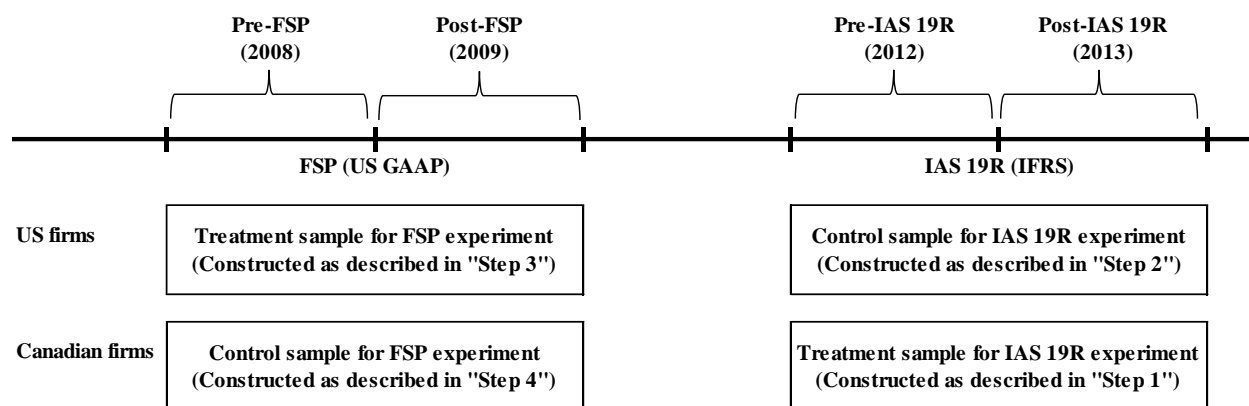 Pre-FSP
(2008)
Post-FSP
(2009)
Pre-IAS 19R
(2012)
Post-IAS 19R
(2013)
FSP (US GAAP)
IAS 19R (IFRS)
US firms
Treatment sample for FSP experiment
(Constructed as described in "Step 3")
Control sample for IAS 19R experiment
(Constructed as described in "Step 2")
Canadian firms
Control sample for FSP experiment
(Constructed as described in "Step 4")
Treatment sample for IAS 19R experiment
(Constructed as described in "Step 1")